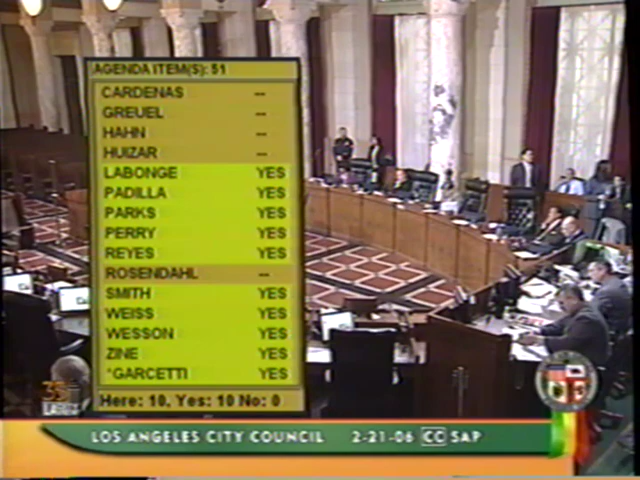 AGENDA ITEM(S): 51
CARDENAS --
GREUEL --
HAHN --
HUIZAR --
LABONGE YES
PADILLA YES
PARKS YES
PERRY YES
REYES YES
ROSENDAHL --
SMITH YES
WEISS YES
WESSON YES
ZINE YES
*GARCETTI YES
Here: 10, Yes: 10 No: 0
35
LOS ANGELES CITY COUNCIL 2-21-06 CC SAP